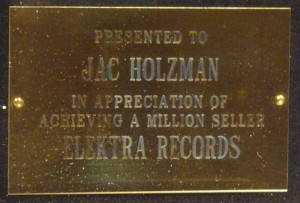 PRESENTED TO
JAC HOLZMAN
IN APPRECIATION OF
ACHIEVING A MILLION SELLER
ELEKTRA RECORDS